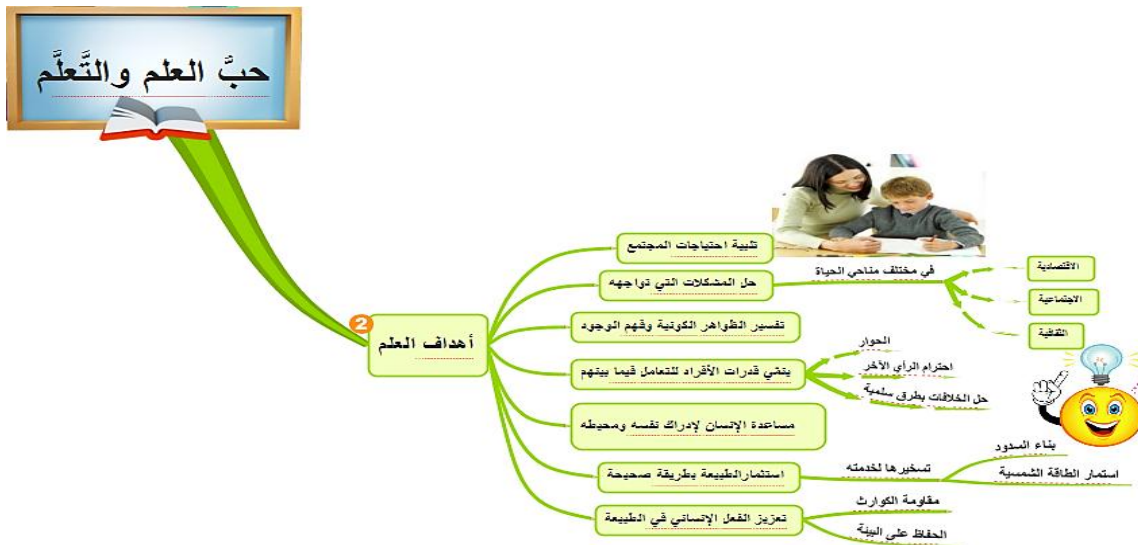 حبَّ العلم والتَّعلَّم
2
أهداف العلم
تلبية احتياجات المجتمع
حل المشكلات التي تواجهه
في مختلف مناحي الحياة
الاقتصادية
الاجتماعية
الثقافية
تفسير الظواهر الكونية وفهم الوجود
ينمّي قدرات الأفراد للتعامل فيما بينهم
الحوار
احترام الرأي الآخر
حل الخلافات بطرق سلمية
مساعدة الإنسان لإدراك نفسه ومحيطه
استثمارالطبيعة بطريقة صحيحة
تسخيرها لخدمته
بناء السدود
استمار الطاقة الشمسية
تعزيز الفعل الإنساني في الطبيعة
مقاومة الكوارث
الحفاظ على البيئة